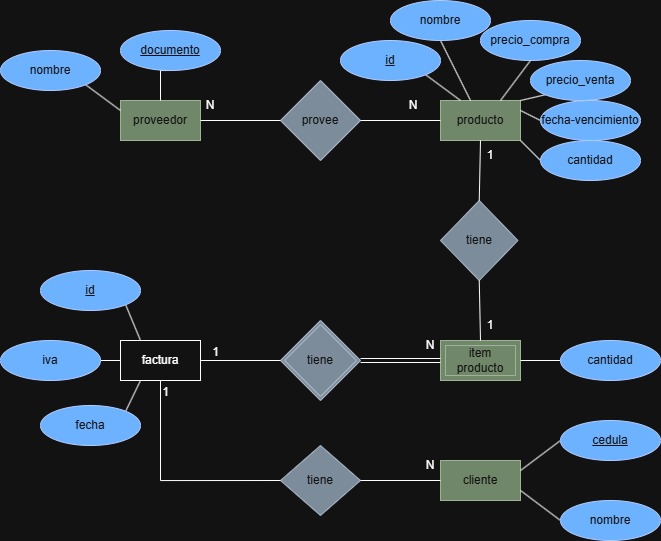 nombre
documento
nombre
id
precio_compra
precio_venta
fecha-vencimiento
cantidad
proveedor
N
provee
N
producto
1
tiene
1
id
iva
fecha
factura
1
tiene
N
item
producto
cantidad
1
tiene
N
cliente
cedula
nombre